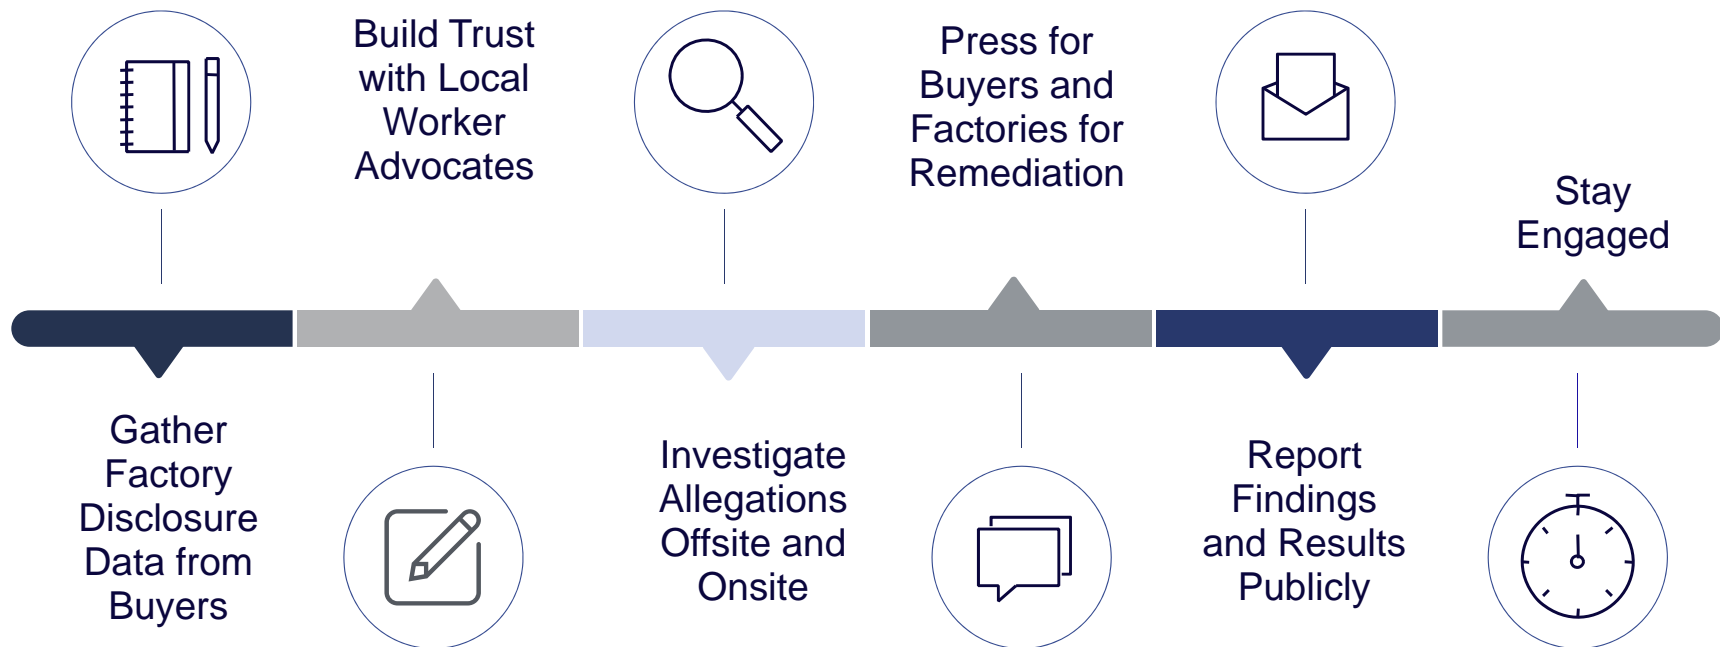 Gather
Factory
Disclosure
Data from
Buyers
Build Trust
with Local
Worker
Advocates
Investigate
Allegations
Offsite and
Onsite
Press for
Buyers and
Factories for
Remediation
Report
Findings
and Results
Publicly
Stay
Engaged